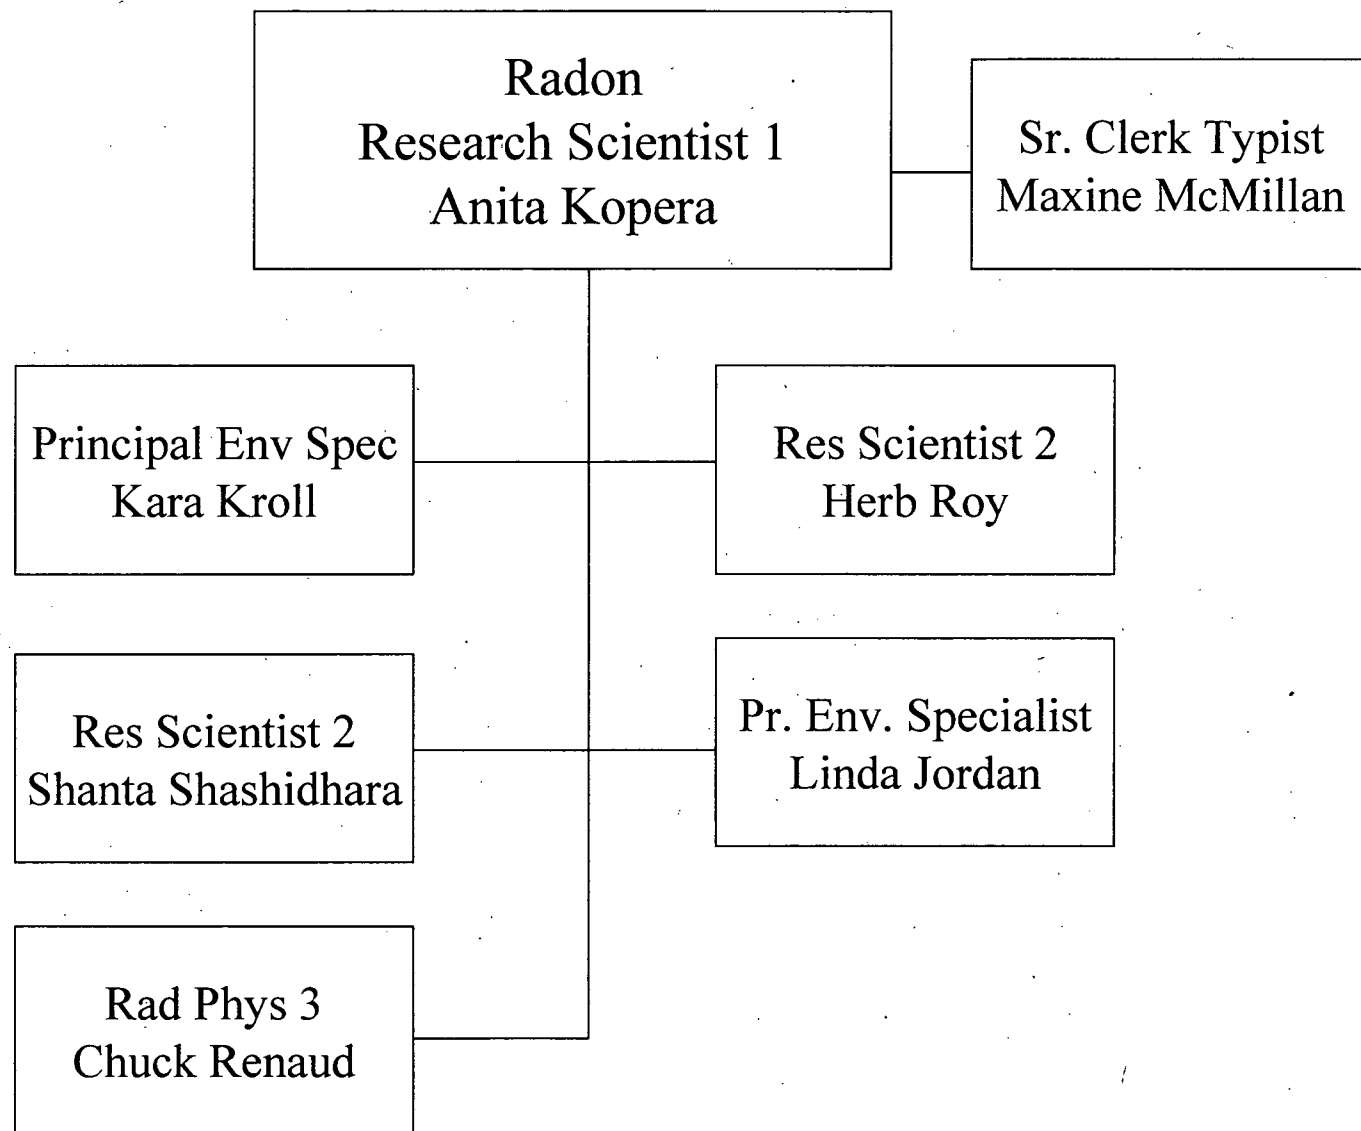 Radon
Research Scientist 1
Anita Kopera
Sr. Clerk Typist
Maxine McMillan
Principal Env Spec
Kara Kroll
Res Scientist 2
Herb Roy
Res Scientist 2
Shanta Shashidhara
Pr. Env. Specialist
Linda Jordan
Rad Phys 3
Chuck Renaud